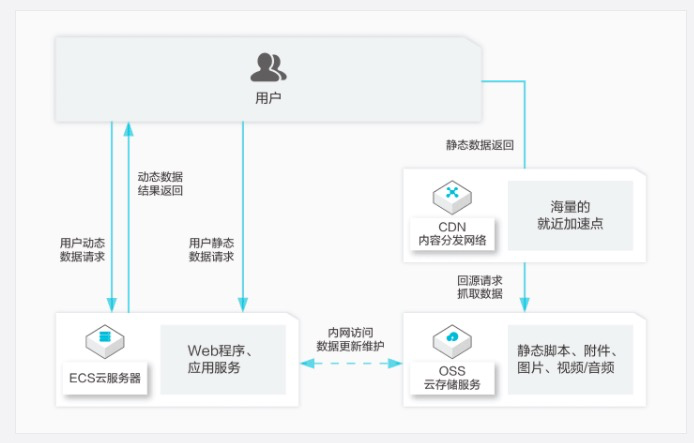 用户
静态数据返回
动态数据
结果返回
用户动态
数据请求
用户静态
数据请求
CDN
内容分发网络
海量的
就近加速点
回源请求
抓取数据
ECS云服务器
Web程序、
应用服务
内网访问
数据更新维护
OSS
云存储服务
静态脚本、附件、
图片、视频/音频